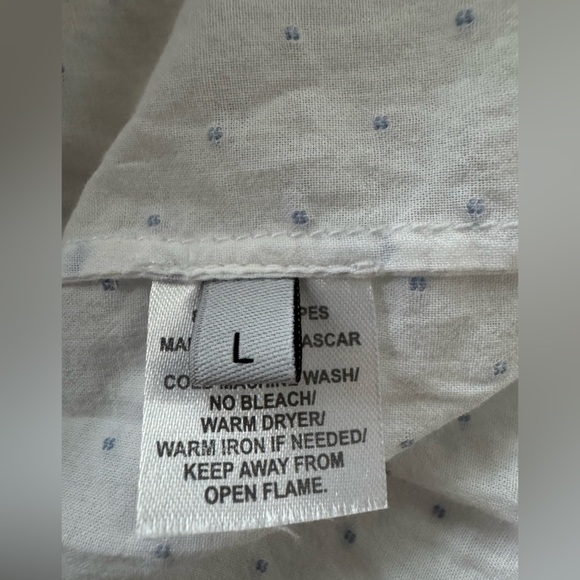 L
WASH/
NO BLEACH/
WARM DRYER/
WARM IRON IF NEEDED/
KEEP AWAY FROM
OPEN FLAME.